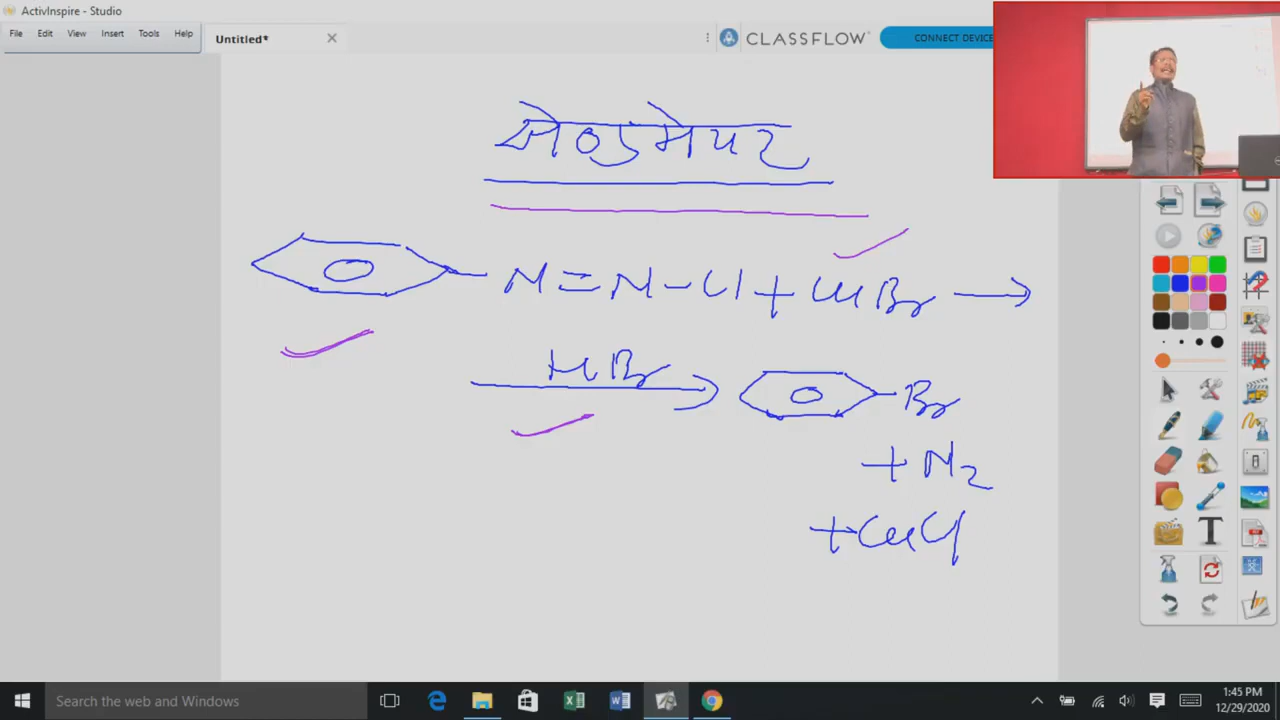 ActivInspire - Studio
File Edit View Insert Tools Help
Untitled*
CLASSFLOW
CONNECT DEVICE
सेण्डमेयर
N=N-Cl+CuBr →
HBr
Br
+N2
+CuCl
Search the web and Windows
1:45 PM
12/29/2020